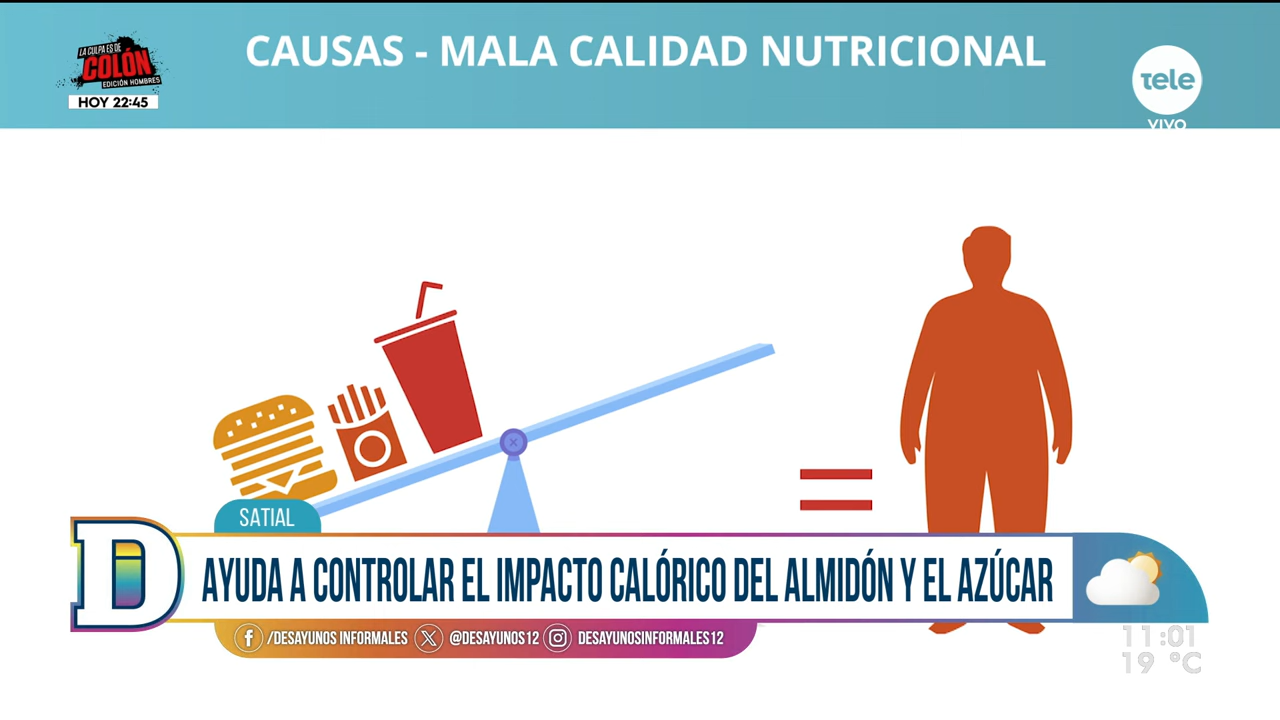 LA CULPA ES DE
COLÓN
EDICIÓN HOMBRES
HOY 22:45
CAUSAS - MALA CALIDAD NUTRICIONAL
tele
VIVO
SATIAL
D
AYUDA A CONTROLAR EL IMPACTO CALÓRICO DEL ALMIDÓN Y EL AZÚCAR
/DESAYUNOS INFORMALES @DESAYUNOS12 DESAYUNOSINFORMALES12
11:01
19 °C